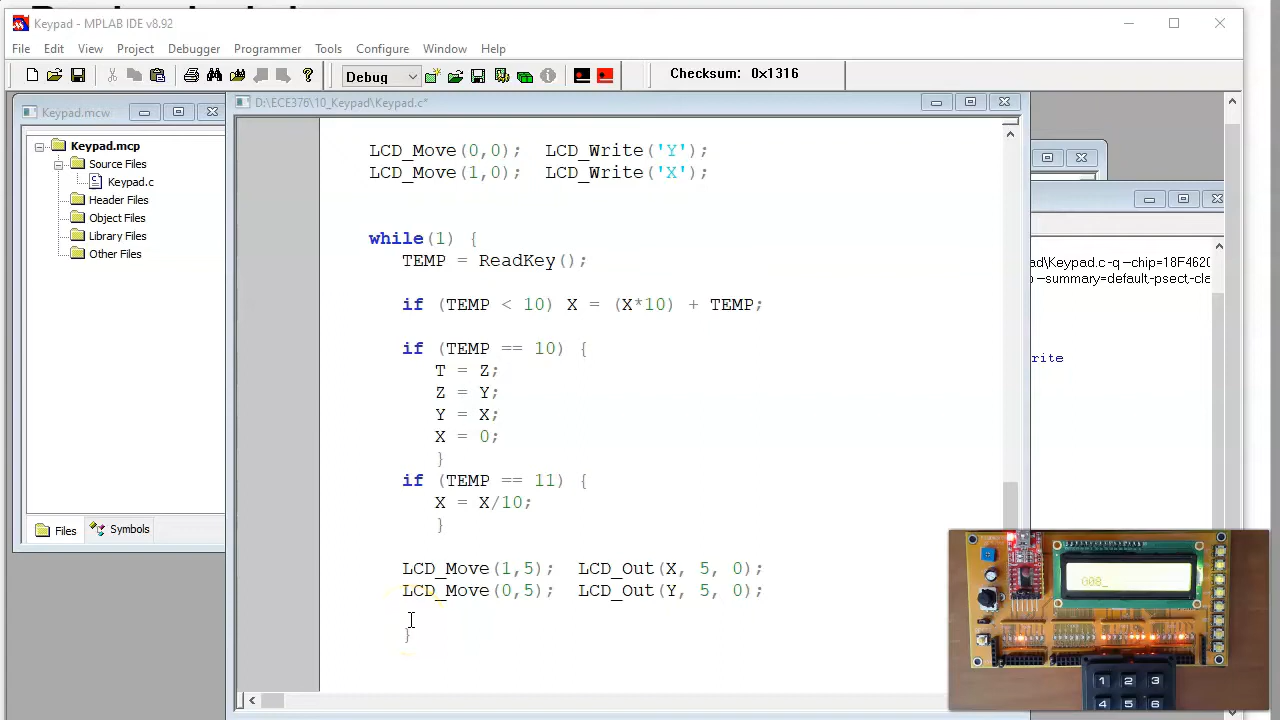 Keypad - MPLAB IDE v8.92
File Edit View Project Debugger Programmer Tools Configure Window Help
Debug
Checksum: 0x1316
Keypad.mcw
D:\ECE376\10_Keypad\Keypad.c*
Keypad.mcp
Source Files
Keypad.c
Header Files
Object Files
Library Files
Other Files
Files Symbols
LCD_Move(0,0); LCD_Write('Y');
LCD_Move(1,0); LCD_Write('X');
while(1) {
TEMP = ReadKey();
if (TEMP < 10) X = (X*10) + TEMP;
if (TEMP == 10) {
T = Z;
Z = Y;
Y = X;
X = 0;
}
if (TEMP == 11) {
X = X/10;
}
LCD_Move(1,5); LCD_Out(X, 5, 0);
LCD_Move(0,5); LCD_Out(Y, 5, 0);
}
ad\Keypad.c -q --chip=18F462
--summary=default-psect-cle
rite
1 2 3
4 5 6